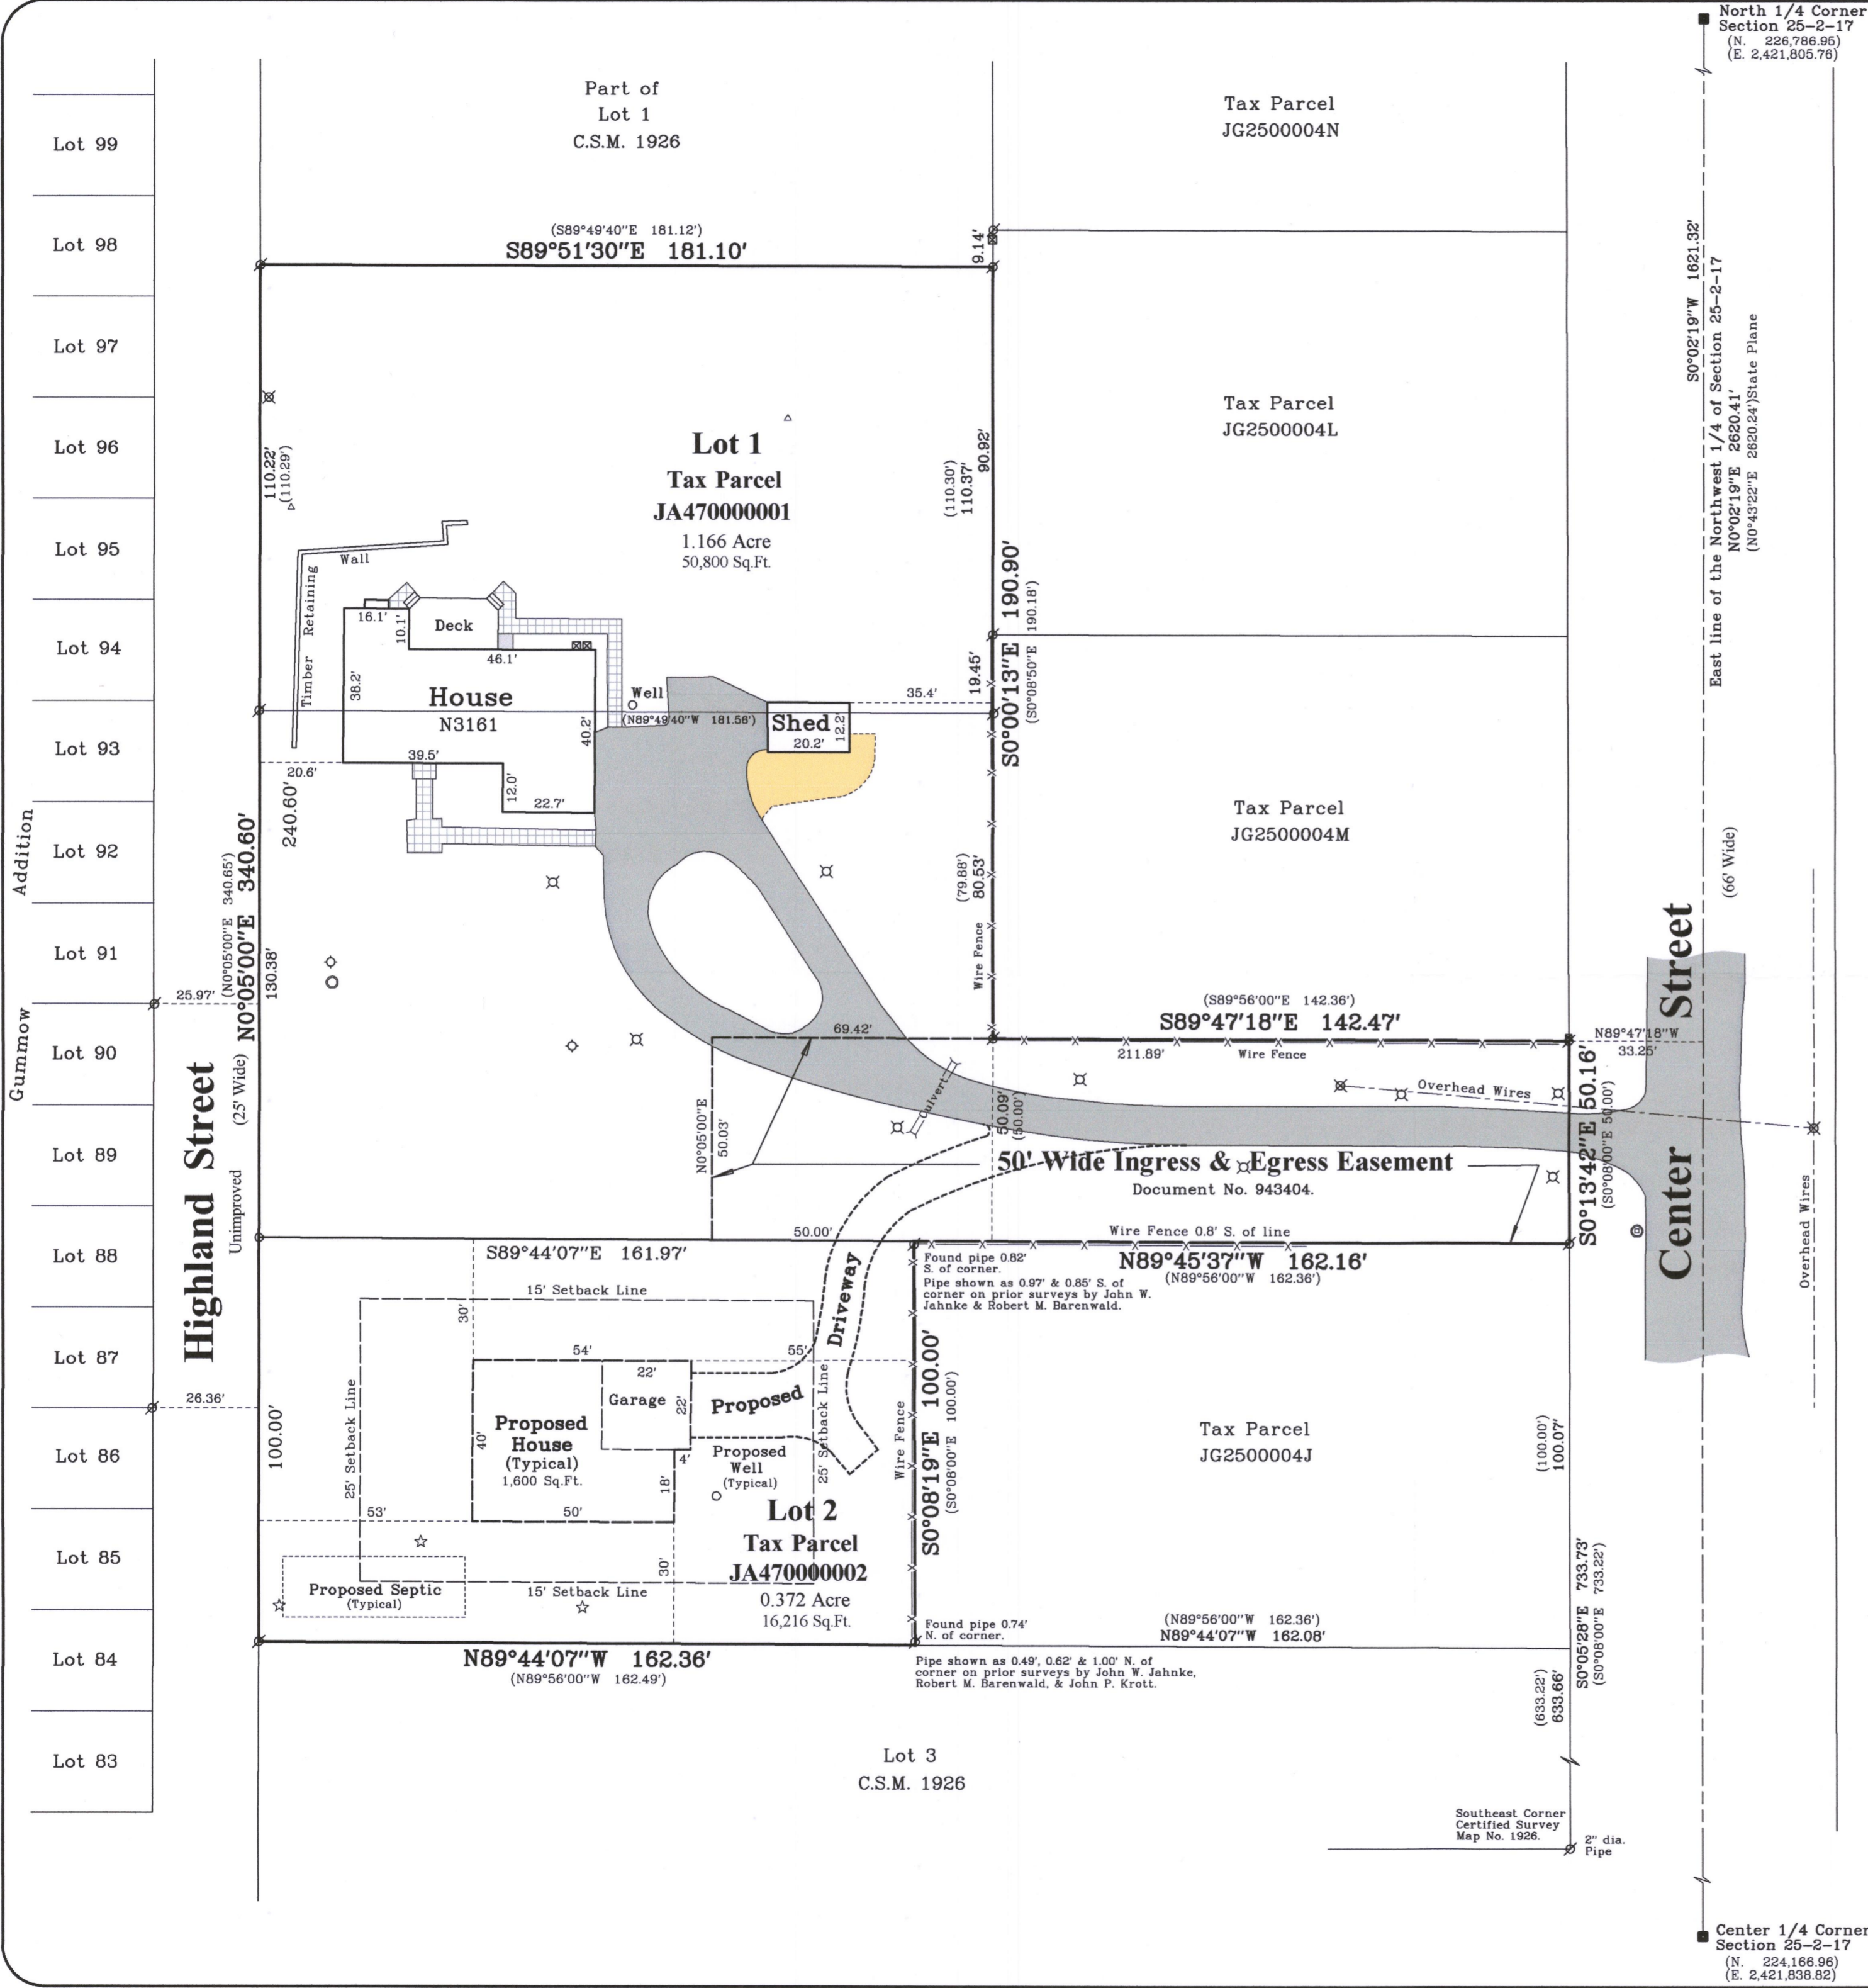 North 1/4 Corner
Section 25-2-17
(N. 226,786.95)
(E. 2,421,805.76)
Part of
Lot 1
C.S.M. 1926
Tax Parcel
JG2500004N
Lot 99
Lot 98
Lot 97
Lot 96
Lot 95
Lot 94
Lot 93
Lot 92
Lot 91
Lot 90
Lot 89
Lot 88
Lot 87
Lot 86
Lot 85
Lot 84
Lot 83
Gummow Addition
(S89°49'40"E 181.12')
S89°51'30"E 181.10'
9.14'
S0°02'19"W 1621.32'
East line of the Northwest 1/4 of Section 25-2-17
N0°02'19"E 2620.41'
(N0°43'22"E 2620.24')State Plane
Tax Parcel
JG2500004L
Lot 1
Tax Parcel
JA470000001
1.166 Acre
50,800 Sq.Ft.
110.22'
(110.29')
90.92'
(110.30')
110.37'
S0°00'13"E 190.90'
(S0°08'50"E 190.18')
19.45'
Wall
Timber Retaining
16.1'
10.1'
Deck
46.1'
38.2'
House
N3161
40.2'
Well
(N89°49'40"W 181.56')
Shed
12.2'
20.2'
35.4'
39.5'
20.6'
12.0'
22.7'
240.60'
Tax Parcel
JG2500004M
(66' Wide)
(79.88')
80.53'
Wire Fence
(N0°05'00"E 340.65')
N0°05'00"E 340.60'
130.38'
25.97'
(S89°56'00"E 142.36')
S89°47'18"E 142.47'
69.42'
211.89'
Wire Fence
N89°47'18"W
33.25'
Highland Street
(25' Wide)
Unimproved
Culvert
Overhead Wires
N0°05'00"E
50.03'
50.09'
(50.00')
S0°13'42"E 50.16'
(S0°08'00"E 50.00')
Center Street
Overhead Wires
50' Wide Ingress & Egress Easement
Document No. 943404.
50.00'
Wire Fence 0.8' S. of line
S89°44'07"E 161.97'
N89°45'37"W 162.16'
(N89°56'00"W 162.36')
Found pipe 0.82'
S. of corner.
Pipe shown as 0.97' & 0.85' S. of
corner on prior surveys by John W.
Jahnke & Robert M. Barenwald.
15' Setback Line
30'
Driveway
54'
55'
22'
Garage
22'
Proposed
25' Setback Line
25' Setback Line
26.36'
100.00'
Proposed
House
(Typical)
1,600 Sq.Ft.
40'
4'
18'
50'
53'
30'
Proposed
Well
(Typical)
Wire Fence
S0°08'19"E 100.00'
(S0°08'00"E 100.00')
Tax Parcel
JG2500004J
(100.00')
100.07'
Lot 2
Tax Parcel
JA470000002
0.372 Acre
16,216 Sq.Ft.
Proposed Septic
(Typical)
15' Setback Line
Found pipe 0.74'
N. of corner.
(N89°56'00"W 162.36')
N89°44'07"W 162.08'
N89°44'07"W 162.36'
(N89°56'00"W 162.49')
Pipe shown as 0.49', 0.62' & 1.00' N. of
corner on prior surveys by John W. Jahnke,
Robert M. Barenwald, & John P. Krott.
S0°05'28"E 733.73'
(S0°08'00"E 733.22')
(633.22')
633.66'
Lot 3
C.S.M. 1926
Southeast Corner
Certified Survey
Map No. 1926.
2" dia.
Pipe
Center 1/4 Corner
Section 25-2-17
(N. 224,166.96)
(E. 2,421,838.82)